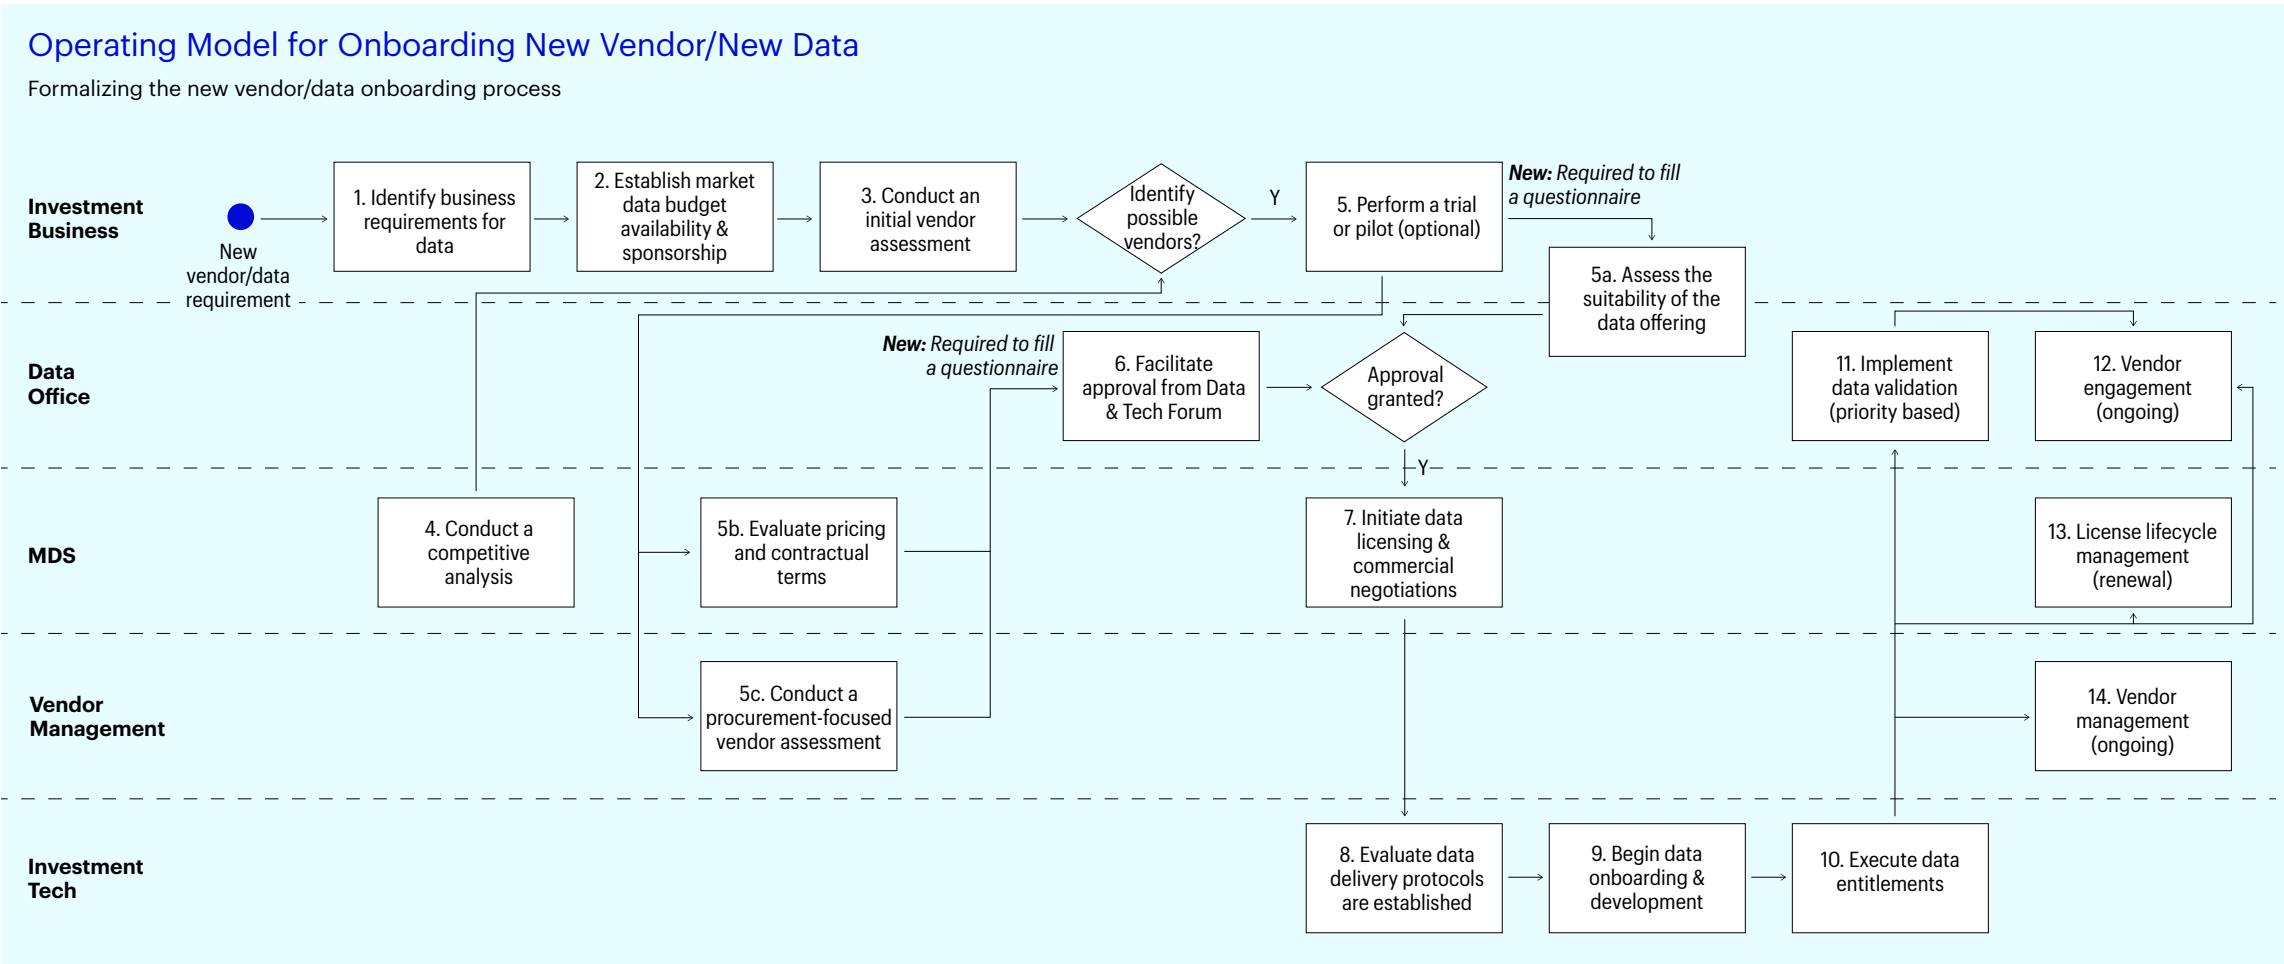 Operating Model for Onboarding New Vendor/New Data
Formalizing the new vendor/data onboarding process
Investment
Business
New
vendor/data
requirement
1. Identify business
requirements for
data
2. Establish market
data budget
availability &
sponsorship
3. Conduct an
initial vendor
assessment
Identify
possible
vendors?
Y
5. Perform a trial
or pilot (optional)
New: Required to fill
a questionnaire
5a. Assess the
suitability of the
data offering
Data
Office
New: Required to fill
a questionnaire
6. Facilitate
approval from Data
& Tech Forum
Approval
granted?
Y
11. Implement
data validation
(priority based)
12. Vendor
engagement
(ongoing)
MDS
4. Conduct a
competitive
analysis
5b. Evaluate pricing
and contractual
terms
7. Initiate data
licensing &
commercial
negotiations
13. License lifecycle
management
(renewal)
Vendor
Management
5c. Conduct a
procurement-focused
vendor assessment
14. Vendor
management
(ongoing)
Investment
Tech
8. Evaluate data
delivery protocols
are established
9. Begin data
onboarding &
development
10. Execute data
entitlements